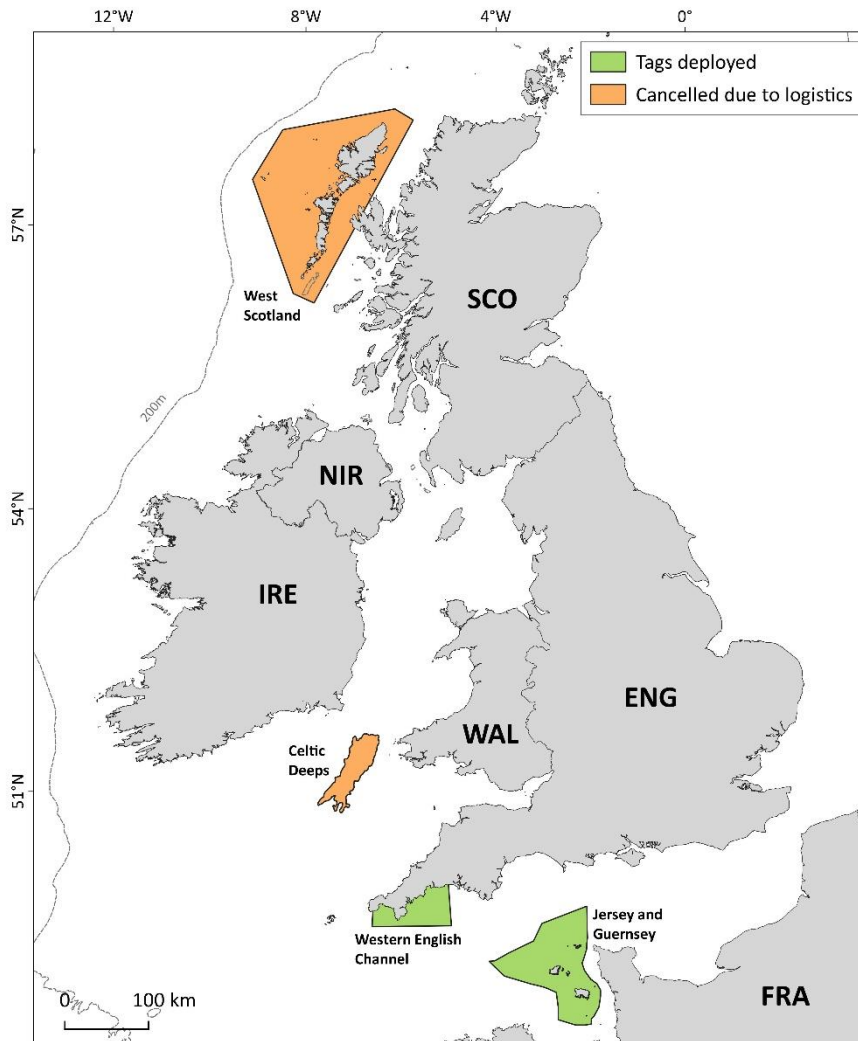 12°W
8°W
4°W
0°
Tags deployed
Cancelled due to logistics
57°N
West
Scotland
SCO
200m
NIR
54°N
IRE
ENG
WAL
Celtic
Deeps
51°N
Jersey and
Guernsey
Western English
Channel
0
100 km
FRA